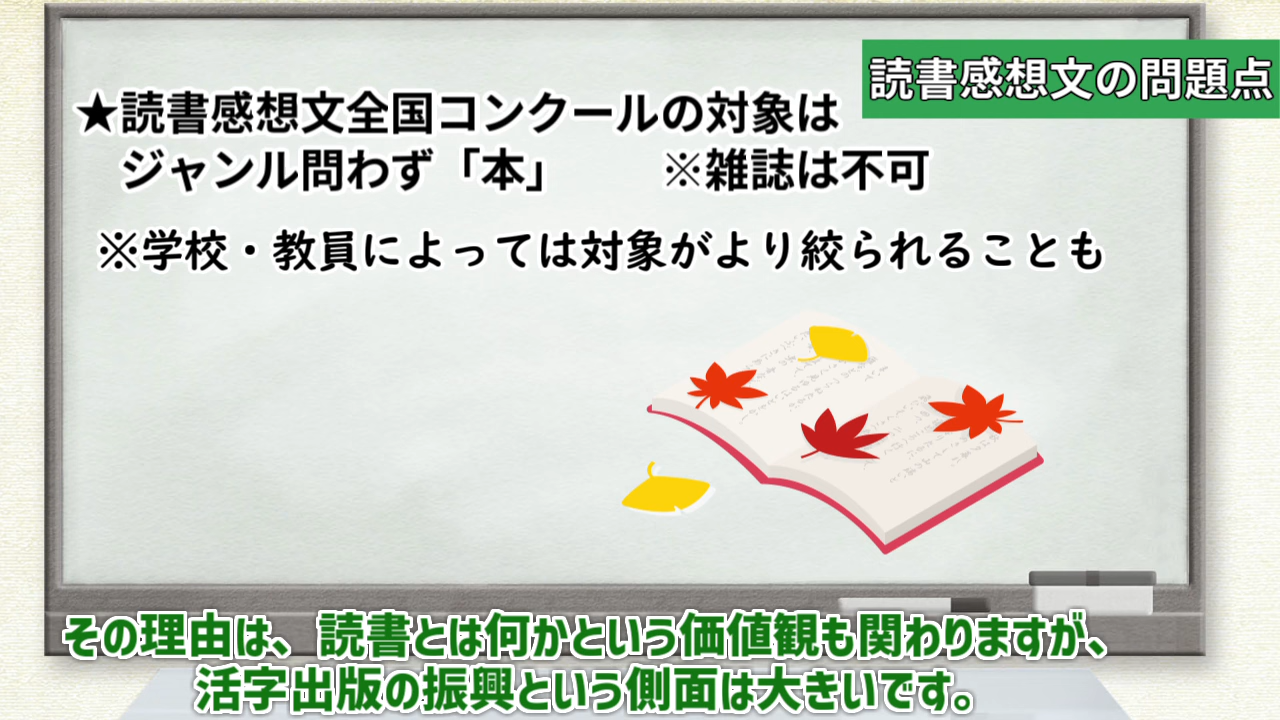 読書感想文の問題点
★読書感想文全国コンクールの対象は
ジャンル問わず「本」　　※雑誌は不可
※学校・教員によっては対象がより絞られることも
その理由は、読書とは何かという価値観も関わりますが、
活字出版の振興という側面は大きいです。